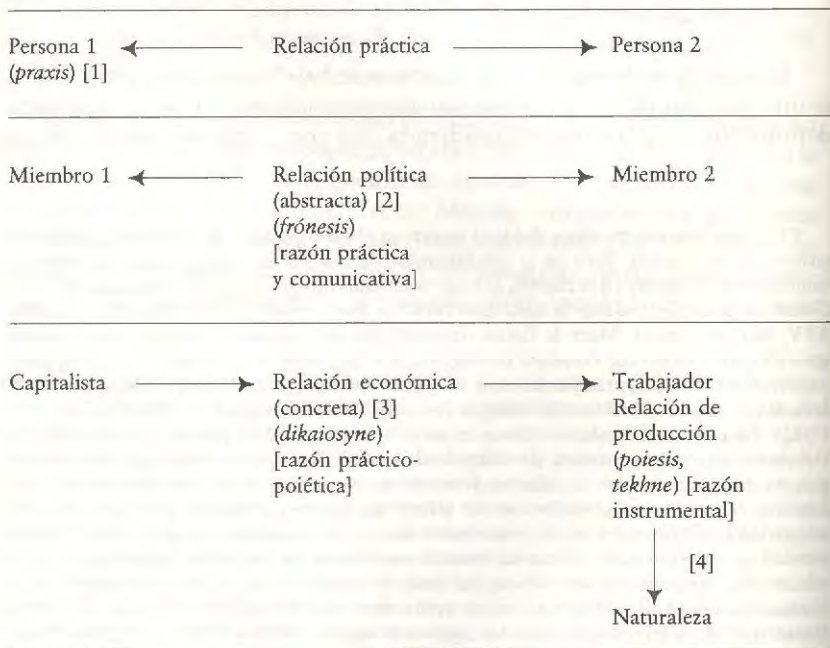 Persona 1 Relación práctica Persona 2
(praxis) [1]
Miembro 1 Relación política Miembro 2
(abstracta) [2]
(frónesis)
[razón práctica
y comunicativa]
Capitalista Relación económica Trabajador
(concreta) [3] Relación de
(dikaiosyne) producción
[razón práctico- (poiesis,
poiética] tekhne) [razón
instrumental]
[4]
Naturaleza